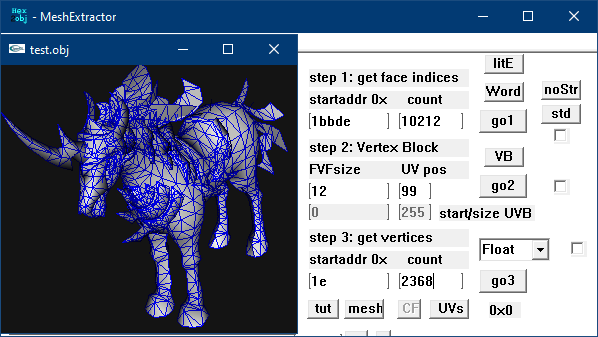 Hex 2obj - MeshExtractor
test.obj
litE
step 1: get face indices
Word noStr
startaddr 0x count
std
1bbde 10212 go1
step 2: Vertex Block
VB
FVFsize UV pos
12 99 go2
0 255 start/size UVB
step 3: get vertices
Float
startaddr 0x count
1e 2368 go3
tut mesh CF UVs 0x0